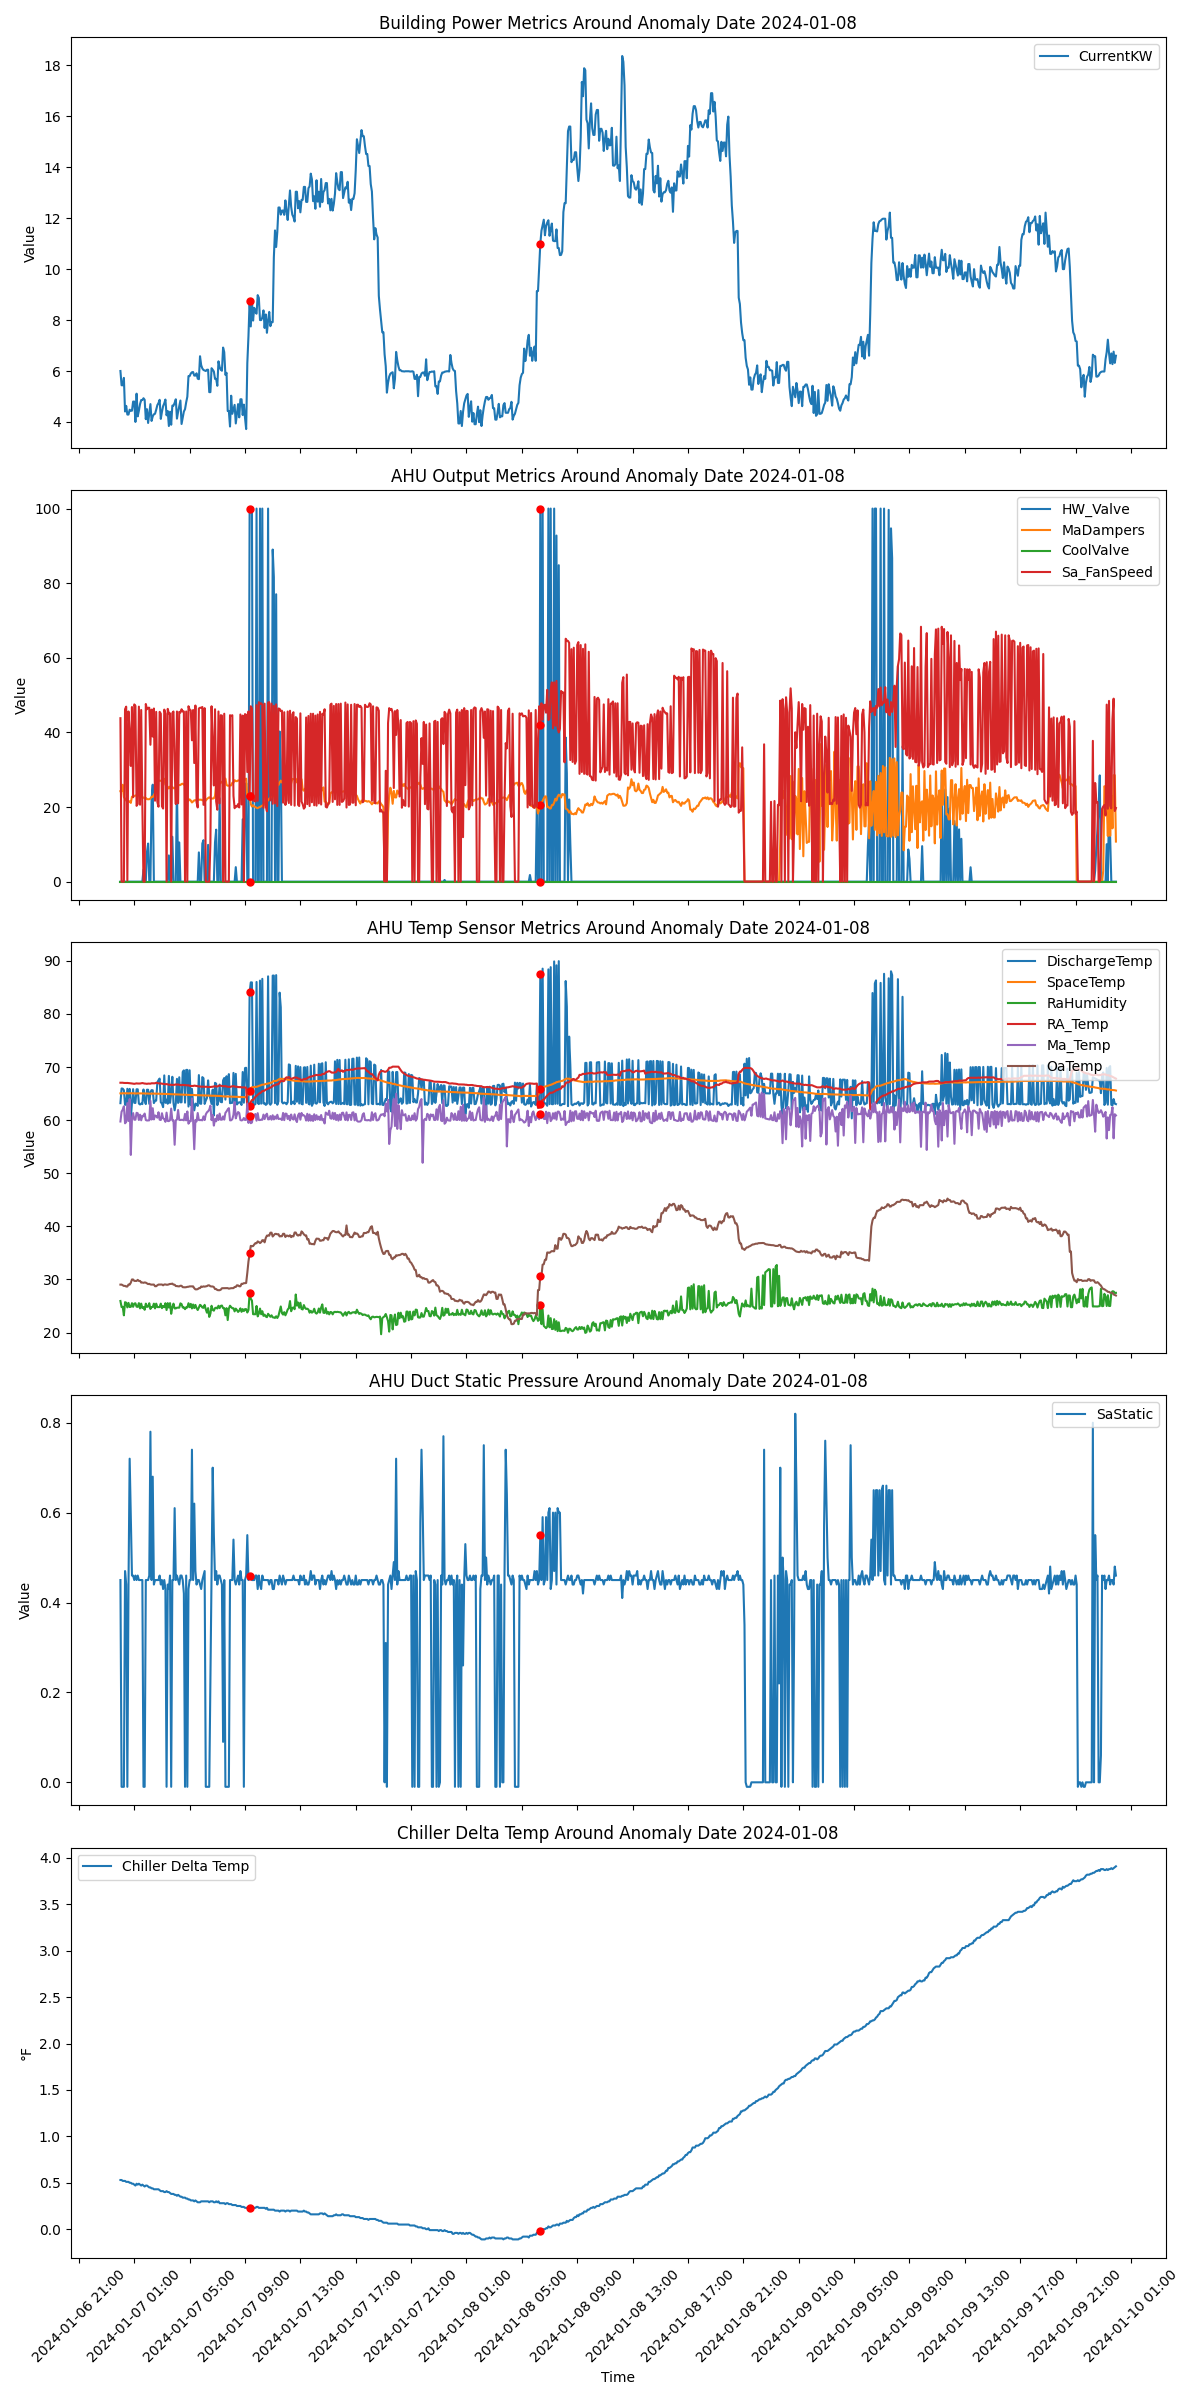 Building Power Metrics Around Anomaly Date 2024-01-08
CurrentKW
Value
18
16
14
12
10
8
6
4
AHU Output Metrics Around Anomaly Date 2024-01-08
HW_Valve
MaDampers
CoolValve
Sa_FanSpeed
Value
100
80
60
40
20
0
AHU Temp Sensor Metrics Around Anomaly Date 2024-01-08
DischargeTemp
SpaceTemp
RaHumidity
RA_Temp
Ma_Temp
OaTemp
Value
90
80
70
60
50
40
30
20
AHU Duct Static Pressure Around Anomaly Date 2024-01-08
SaStatic
Value
0.8
0.6
0.4
0.2
0.0
Chiller Delta Temp Around Anomaly Date 2024-01-08
Chiller Delta Temp
°F
4.0
3.5
3.0
2.5
2.0
1.5
1.0
0.5
0.0
2024-01-06 21:00
2024-01-07 01:00
2024-01-07 05:00
2024-01-07 09:00
2024-01-07 13:00
2024-01-07 17:00
2024-01-07 21:00
2024-01-08 01:00
2024-01-08 05:00
2024-01-08 09:00
2024-01-08 13:00
2024-01-08 17:00
2024-01-08 21:00
2024-01-09 01:00
2024-01-09 05:00
2024-01-09 09:00
2024-01-09 13:00
2024-01-09 17:00
2024-01-09 21:00
2024-01-10 01:00
Time